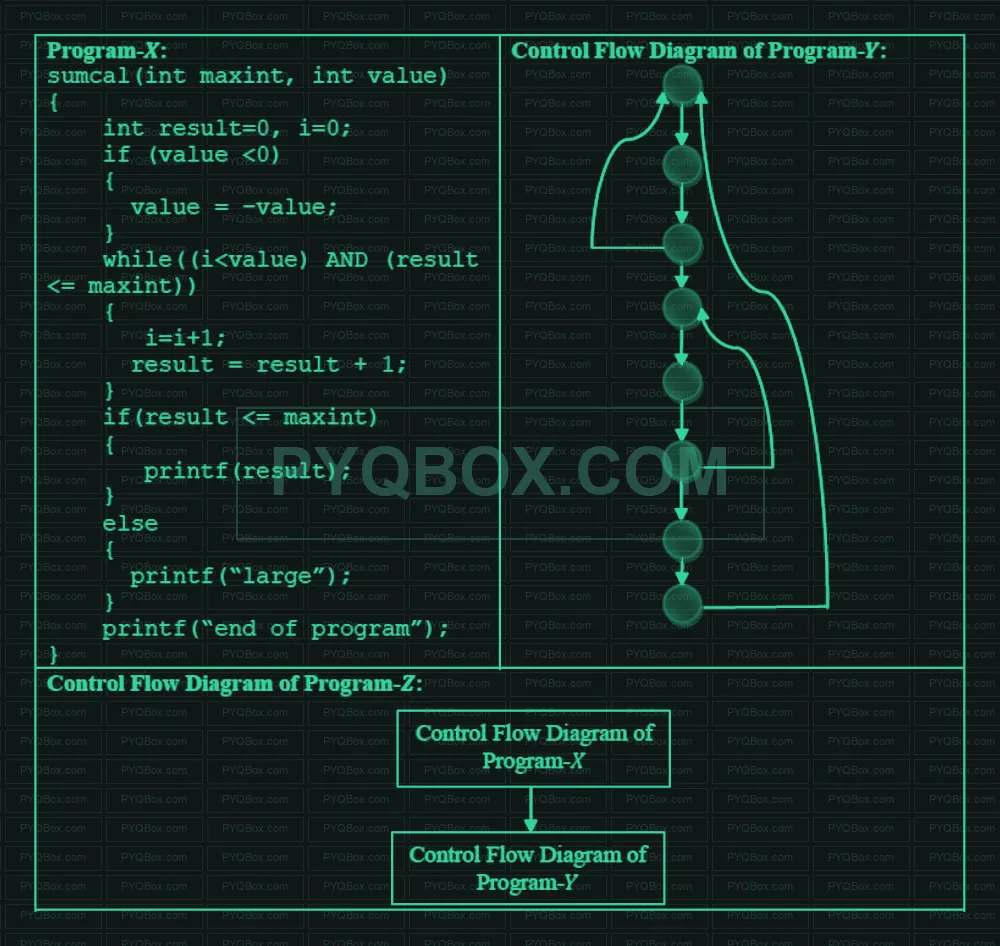 Program-X:
sumcal(int maxint, int value)
{
int result=0, i=0;
if (value <0)
{
value = −value;
}
while((i<value) AND (result
<= maxint))
{
i=i+1;
result = result + 1;
}
if(result <= maxint)
{
printf(result);
}
else
{
printf(“large”);
}
printf(“end of program”);
}
Control Flow Diagram of Program-Y:
PYQBOX.COM
Control Flow Diagram of Program-Z:
Control Flow Diagram of
Program-X
Control Flow Diagram of
Program-Y
PYQBox.com